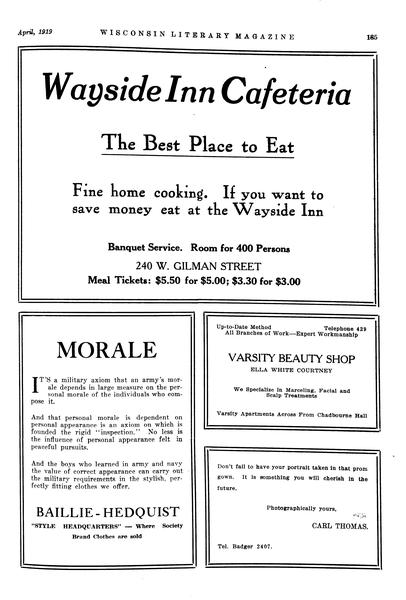 April, 1919
WISCONSIN LITERARY MAGAZINE
185
Wayside Inn Cafeteria
The Best Place to Eat
Fine home cooking. If you want to
save money eat at the Wayside Inn
Banquet Service. Room for 400 Persons
240 W. GILMAN STREET
Meal Tickets: $5.50 for $5.00; $3.30 for $3.00
MORALE
IT'S a military axiom that an army's mor-
ale depends in large measure on the per-
sonal morale of the individuals who com-
pose it.
And that personal morale is dependent on
personal appearance is an axiom on which is
founded the rigid "inspection." No less is
the influence of personal appearance felt in
peaceful pursuits.
And the boys who learned in army and navy
the value of correct appearance can carry out
the military requirements in the stylish, per-
fectly fitting clothes we offer.
BAILLIE-HEDQUIST
"STYLE HEADQUARTERS" — Where Society
Brand Clothes are sold
Up-to-Date Method
Telephone 429
All Branches of Work—Expert Workmanship
VARSITY BEAUTY SHOP
ELLA WHITE COURTNEY
We Specialize in Marceling, Facial and
Scalp Treatments
Varsity Apartments Across From Chadbourne Hall
Don't fail to have your portrait taken in that prom
gown. It is something you will cherish in the
future.
Photographically yours,
CARL THOMAS.
Tel. Badger 2407.